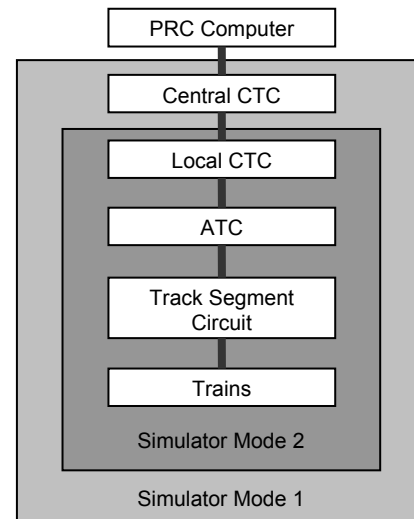 PRC Computer
Central CTC
Local CTC
ATC
Track Segment
Circuit
Trains
Simulator Mode 2
Simulator Mode 1